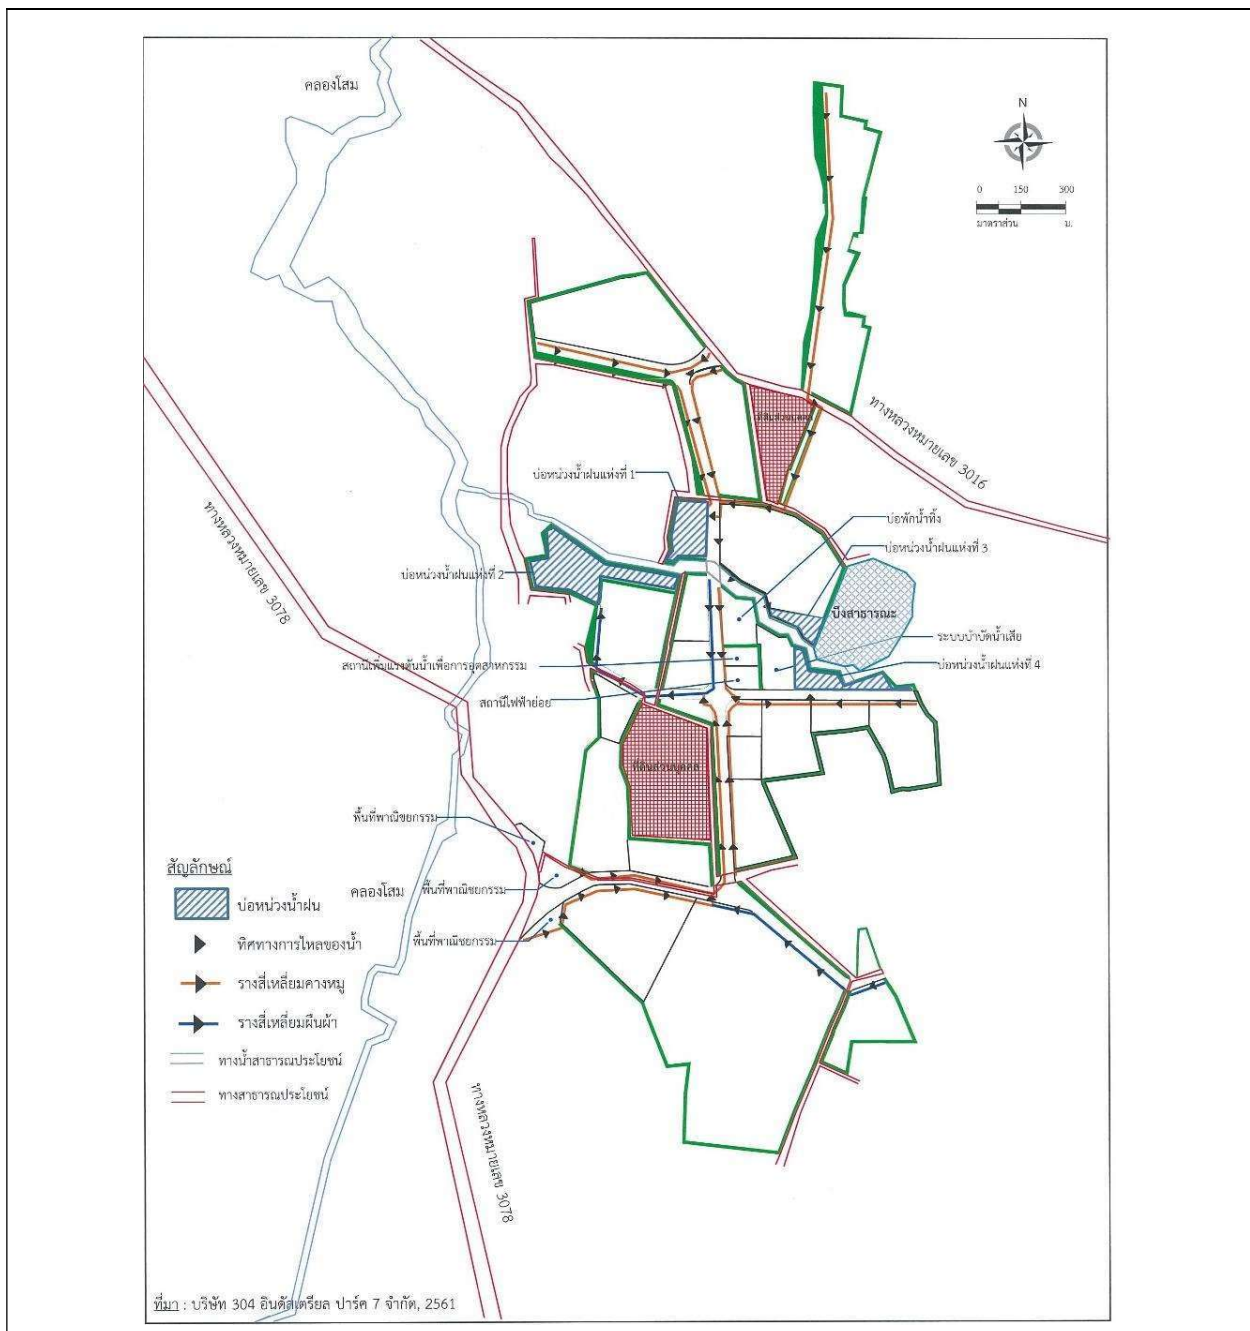 คลองโสม
N
0 150 300
มาตราส่วน ม.
ทางหลวงหมายเลข 3016
ที่ดินส่วนบุคคล
บ่อหน่วงน้ำฝนแห่งที่ 1
บ่อพักน้ำทิ้ง
บ่อหน่วงน้ำฝนแห่งที่ 3
ทางหลวงหมายเลข 3078
บ่อหน่วงน้ำฝนแห่งที่ 2
บึงสาธารณะ
ระบบบำบัดน้ำเสีย
สถานีเพิ่มแรงดันน้ำเพื่อการอุตสาหกรรม
บ่อหน่วงน้ำฝนแห่งที่ 4
สถานีไฟฟ้าย่อย
ที่ดินส่วนบุคคล
พื้นที่พาณิชยกรรม
สัญลักษณ์
คลองโสม
พื้นที่พาณิชยกรรม
บ่อหน่วงน้ำฝน
พื้นที่พาณิชยกรรม
ทิศทางการไหลของน้ำ
รางสี่เหลี่ยมคางหมู
รางสี่เหลี่ยมผืนผ้า
ทางน้ำสาธารณประโยชน์
ทางสาธารณประโยชน์
ทางหลวงหมายเลข 3078
ที่มา : บริษัท 304 อินดัสเตรียล ปาร์ค 7 จำกัด, 2561